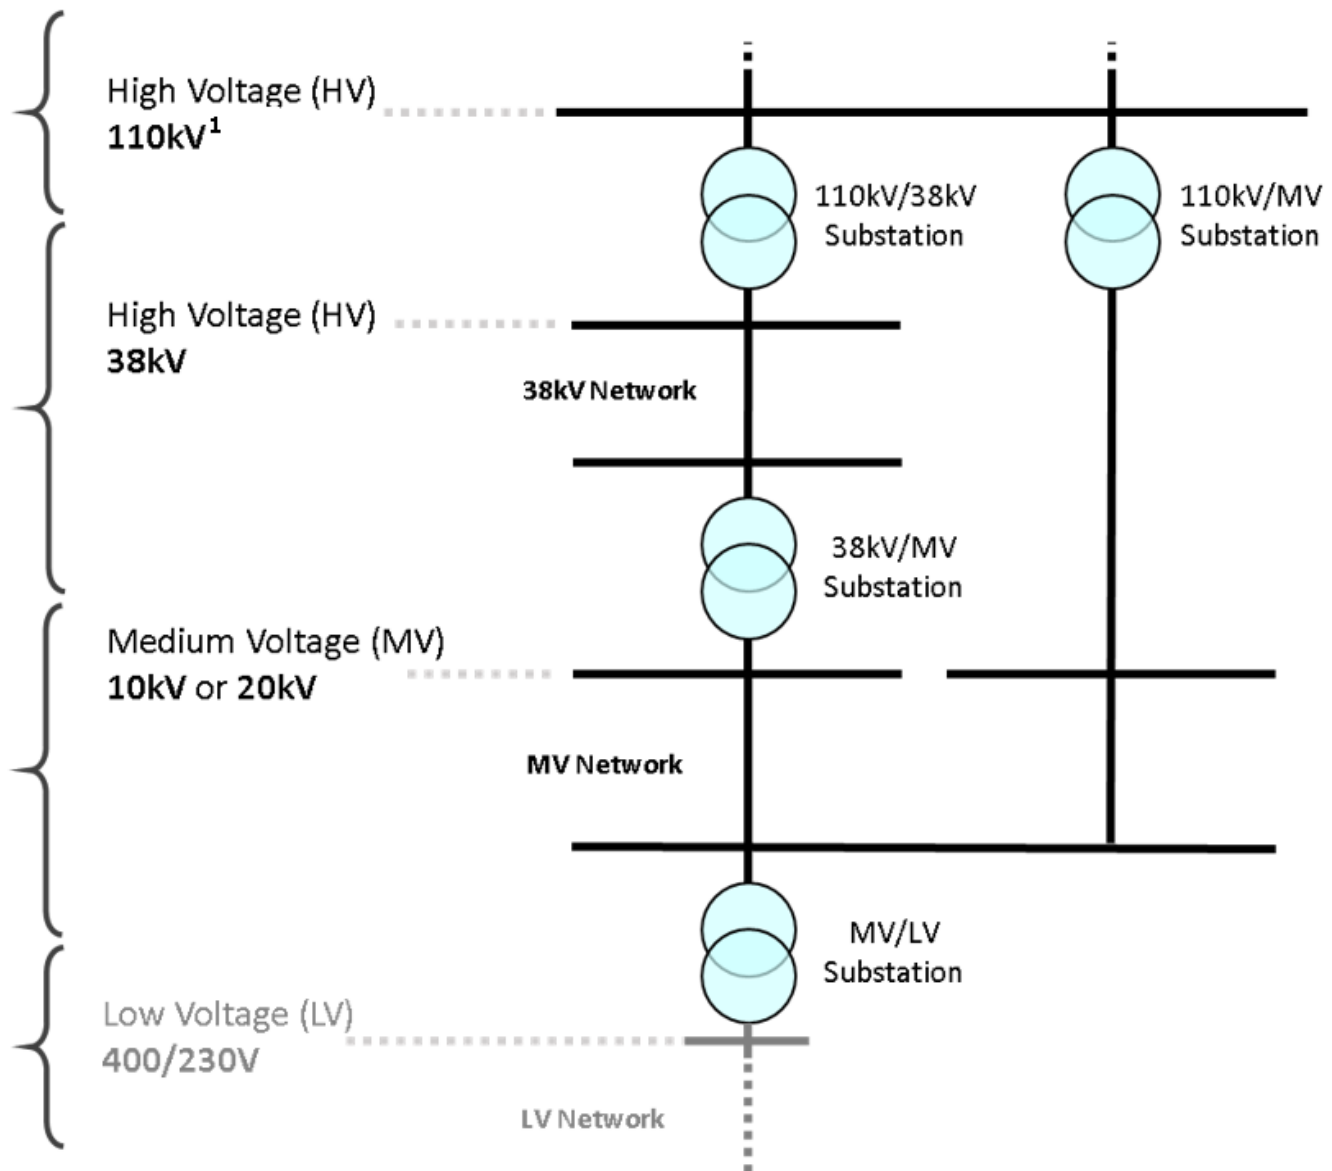 High Voltage (HV)
110kV¹
110kV/38kV
Substation
110kV/MV
Substation
High Voltage (HV)
38kV
38kV Network
38kV/MV
Substation
Medium Voltage (MV)
10kV or 20kV
MV Network
MV/LV
Substation
Low Voltage (LV)
400/230V
LV Network